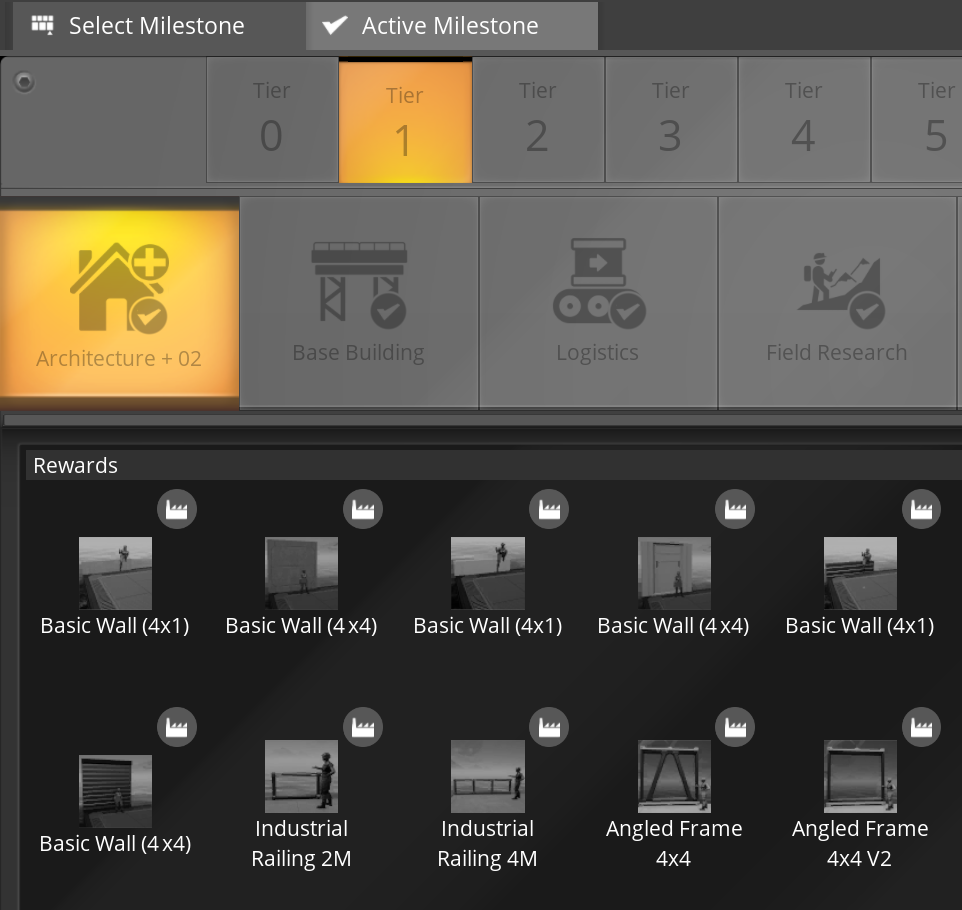 Select Milestone
Active Milestone
Tier
0
Tier
1
Tier
2
Tier
3
Tier
4
Tier
5
Architecture + 02
Base Building
Logistics
Field Research
Rewards
Basic Wall (4x1)
Basic Wall (4x4)
Basic Wall (4x1)
Basic Wall (4x4)
Basic Wall (4x1)
Basic Wall (4x4)
Industrial
Railing 2M
Industrial
Railing 4M
Angled Frame
4x4
Angled Frame
4x4 V2